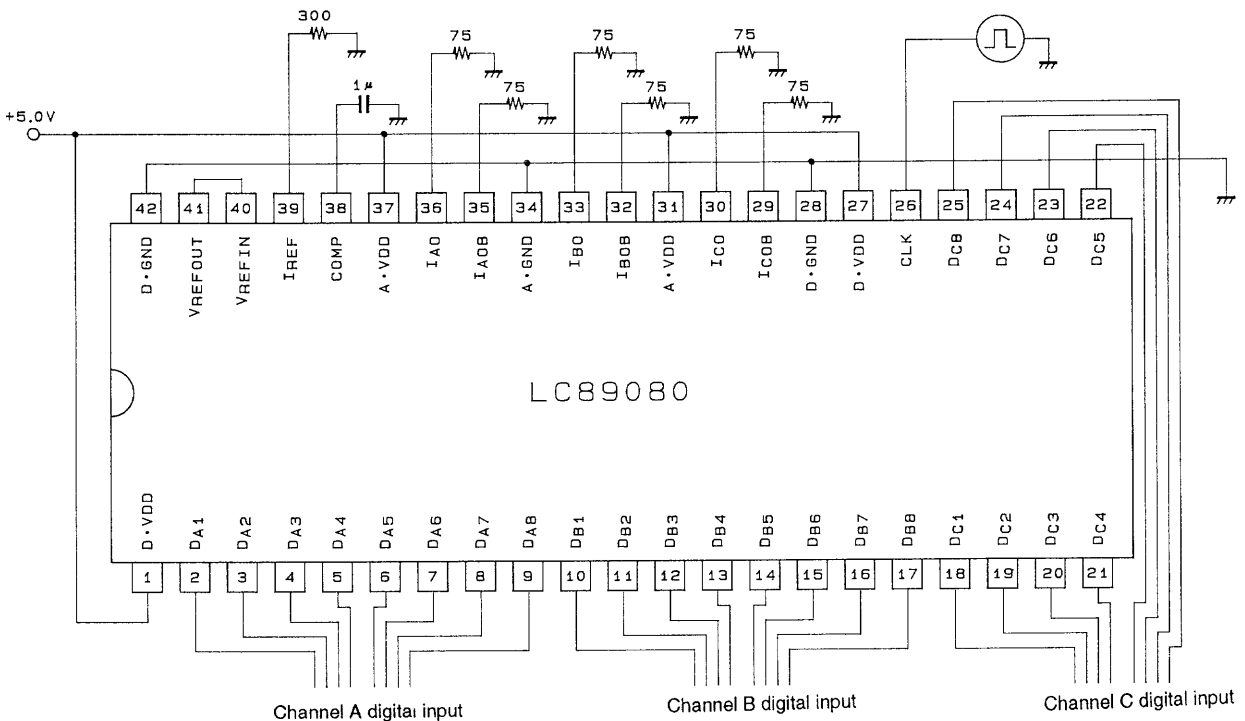 300
75 75 75
1μ 75 75 75
+5.0V
42 41 40 39 38 37 36 35 34 33 32 31 30 29 28 27 26 25 24 23 22
D·GND VREFOUT VREFIN IREF COMP A·VDD IAO IAOB A·GND IBO IBOB A·VDD ICO ICOB D·GND D·VDD CLK DC8 DC7 DC6 DC5
LC89080
D·VDD DA1 DA2 DA3 DA4 DA5 DA6 DA7 DA8 DB1 DB2 DB3 DB4 DB5 DB6 DB7 DB8 DC1 DC2 DC3 DC4
1 2 3 4 5 6 7 8 9 10 11 12 13 14 15 16 17 18 19 20 21
Channel A digital input Channel B digital input Channel C digital input